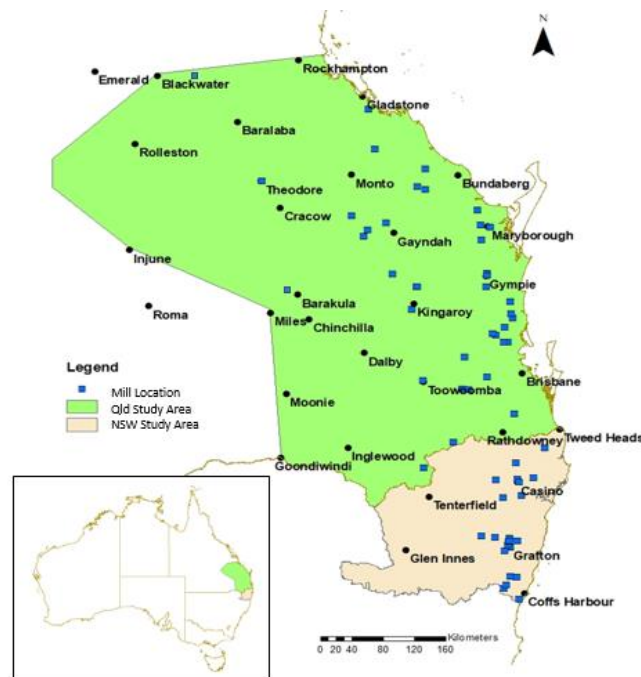 N
Rockhampton
Emerald
Blackwater
Gladstone
Baralaba
Rolleston
Theodore
Monto
Bundaberg
Cracow
Gayndah
Maryborough
Injune
Gympie
Barakula
Kingaroy
Roma
Miles
Chinchilla
Legend
Mill Location
Qld Study Area
NSW Study Area
Dalby
Brisbane
Toowoomba
Moonie
Rathdowney
Tweed Heads
Inglewood
Goondiwindi
Casino
Tenterfield
Glen Innes
Grafton
Coffs Harbour
Kilometers
0 20 40 80 120 160